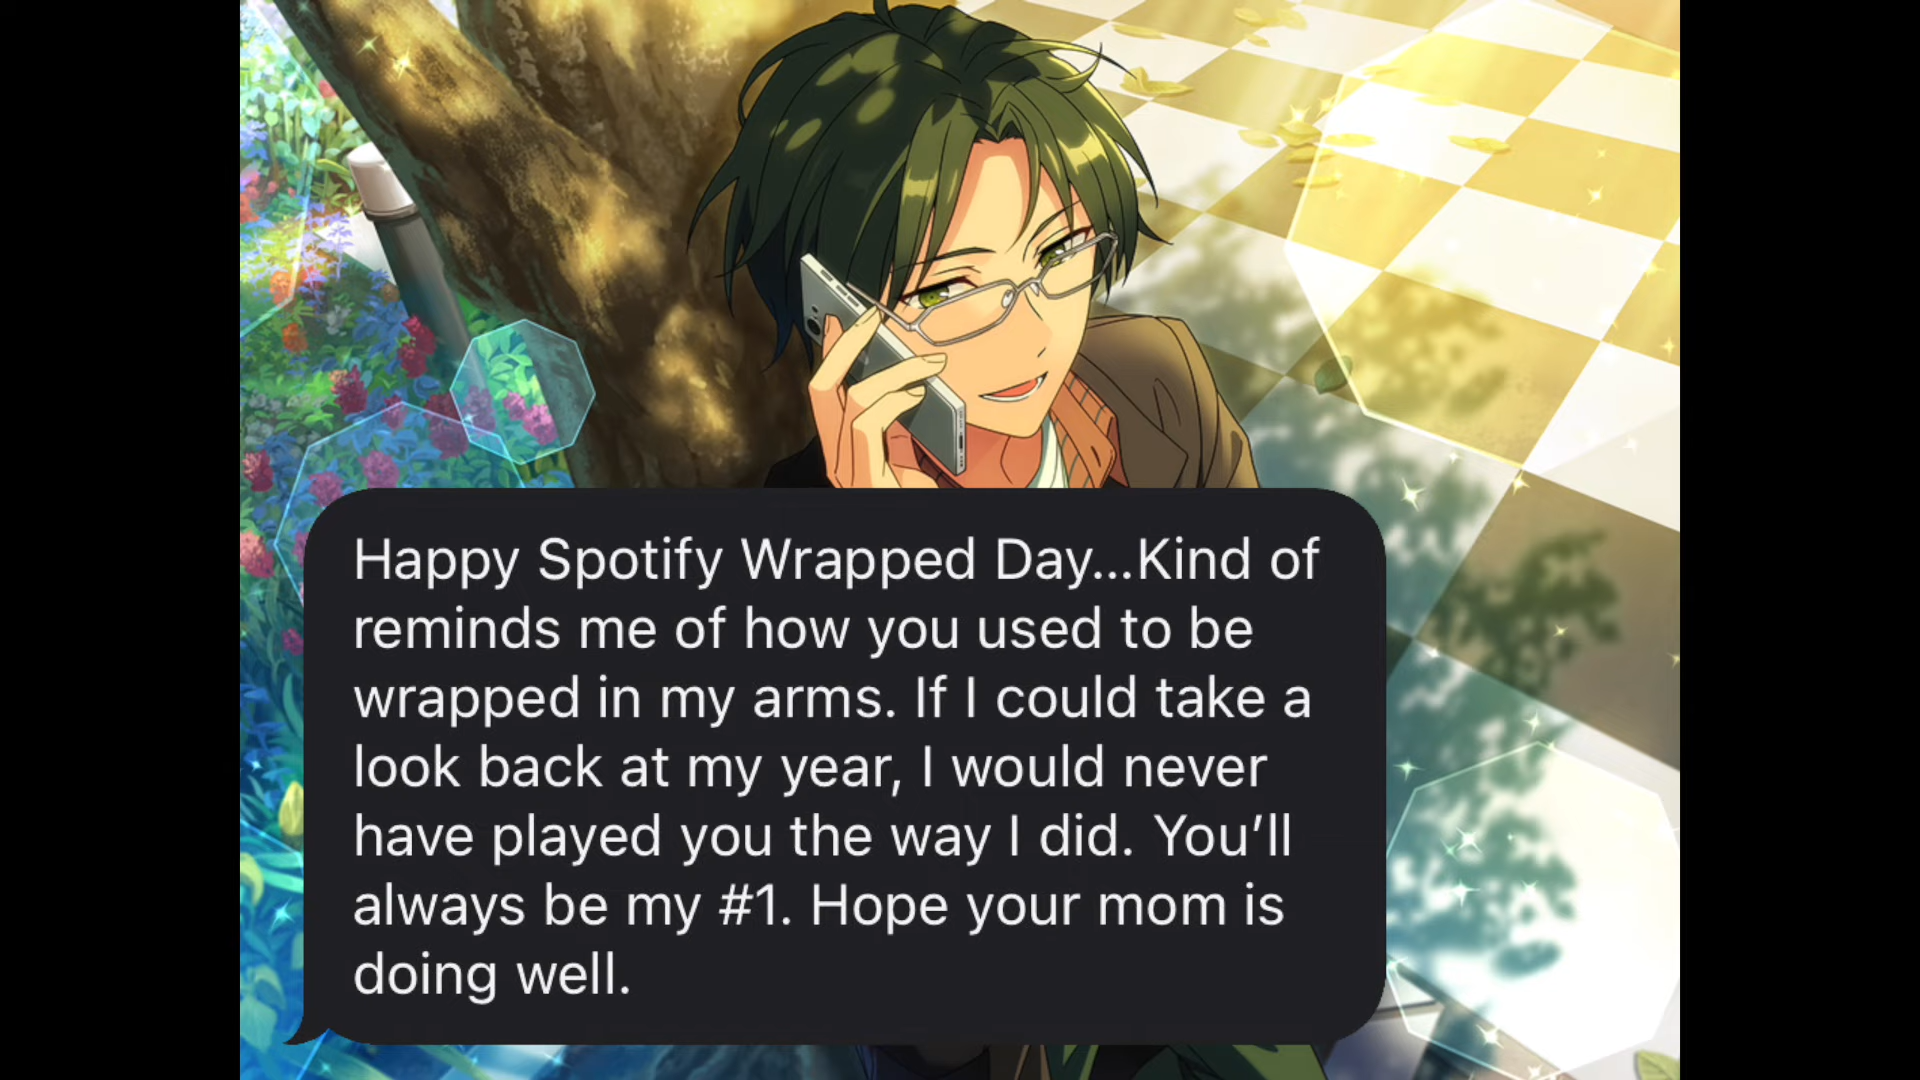 Happy Spotify Wrapped Day...Kind of
reminds me of how you used to be
wrapped in my arms. If I could take a
look back at my year, I would never
have played you the way I did. You’ll
always be my #1. Hope your mom is
doing well.